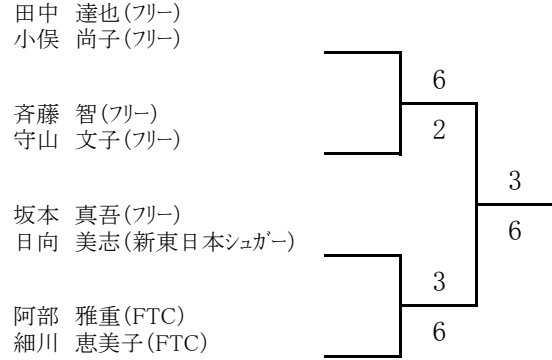 田中 達也(フリー)
小俣 尚子(フリー)
6
斉藤 智(フリー)
2
守山 文子(フリー)
3
坂本 真吾(フリー)
6
日向 美志(新東日本シュガー)
3
阿部 雅重(FTC)
6
細川 恵美子(FTC)